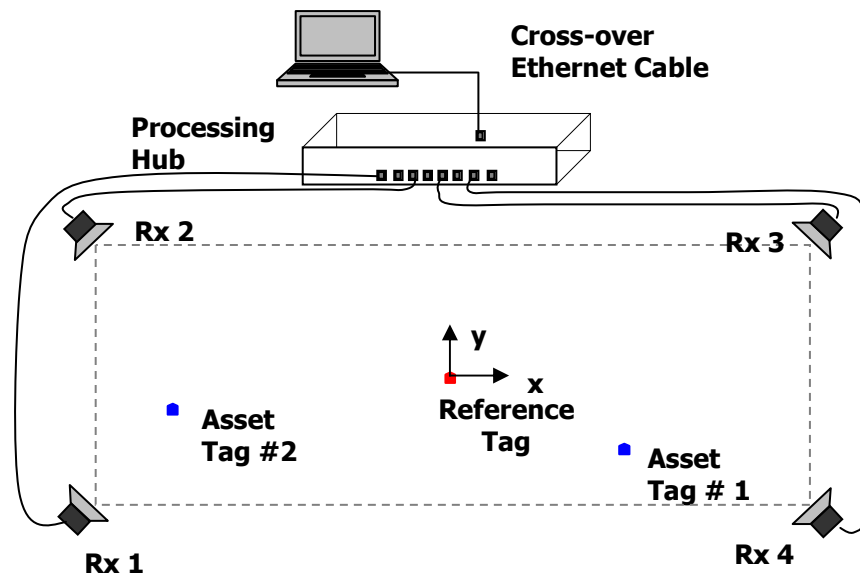 Cross-over
Ethernet Cable
Processing
Hub
Rx 2
Rx 3
y
x
Reference
Tag
Asset
Tag #2
Asset
Tag # 1
Rx 1
Rx 4